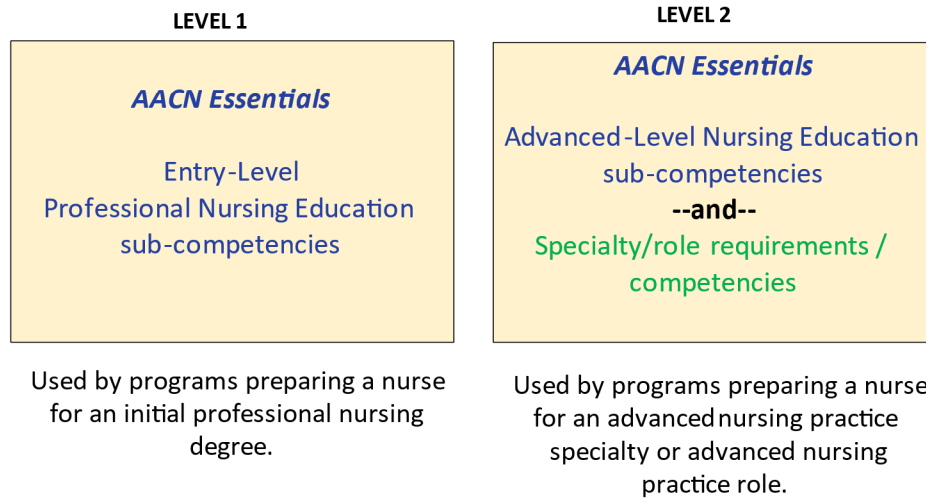 LEVEL 1
AACN Essentials
Entry-Level
Professional Nursing Education
sub-competencies
Used by programs preparing a nurse
for an initial professional nursing
degree.
LEVEL 2
AACN Essentials
Advanced-Level Nursing Education
sub-competencies
--and--
Specialty/role requirements /
competencies
Used by programs preparing a nurse
for an advanced nursing practice
specialty or advanced nursing
practice role.